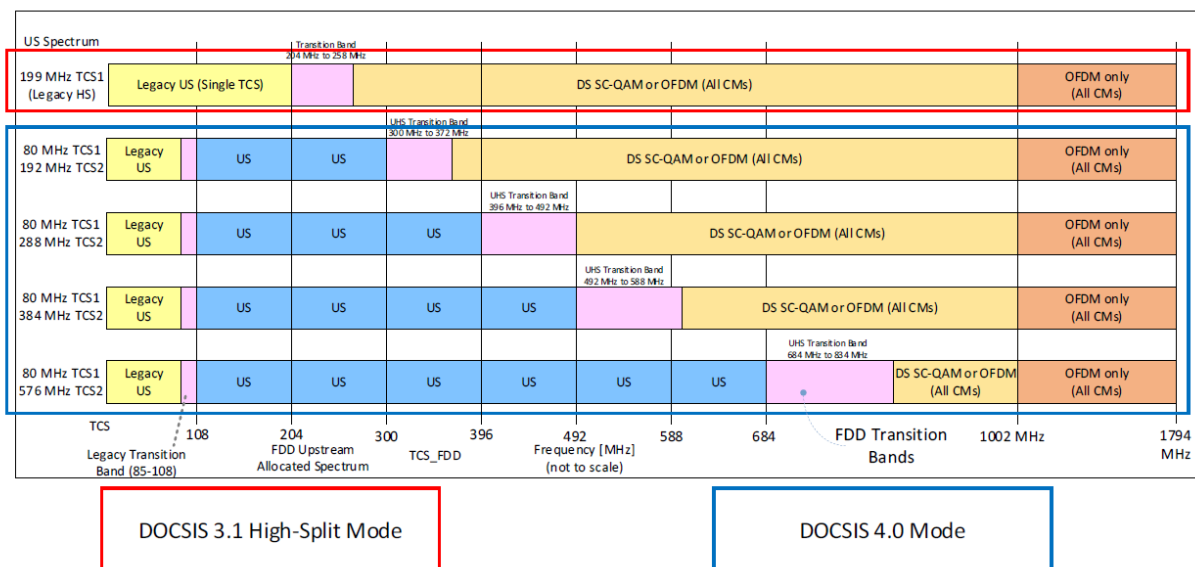 US Spectrum
Transition Band
204 MHz to 258 MHz
199 MHz TCS1
(Legacy HS)
Legacy US (Single TCS)
DS SC-QAM or OFDM (All CMs)
OFDM only
(All CMs)
UHS Transition Band
300 MHz to 372 MHz
80 MHz TCS1
192 MHz TCS2
Legacy
US
US
US
DS SC-QAM or OFDM (All CMs)
OFDM only
(All CMs)
UHS Transition Band
396 MHz to 492 MHz
80 MHz TCS1
288 MHz TCS2
Legacy
US
US
US
US
DS SC-QAM or OFDM (All CMs)
OFDM only
(All CMs)
UHS Transition Band
492 MHz to 588 MHz
80 MHz TCS1
384 MHz TCS2
Legacy
US
US
US
US
US
DS SC-QAM or OFDM (All CMs)
OFDM only
(All CMs)
UHS Transition Band
684 MHz to 834 MHz
80 MHz TCS1
576 MHz TCS2
Legacy
US
US
US
US
US
US
US
DS SC-QAM or OFDM
(All CMs)
OFDM only
(All CMs)
TCS
108
204
300
396
492
588
684
1002 MHz
1794
MHz
Legacy Transition
Band (85-108)
FDD Upstream
Allocated Spectrum
TCS_FDD
Frequency [MHz]
(not to scale)
FDD Transition
Bands
DOCSIS 3.1 High-Split Mode
DOCSIS 4.0 Mode